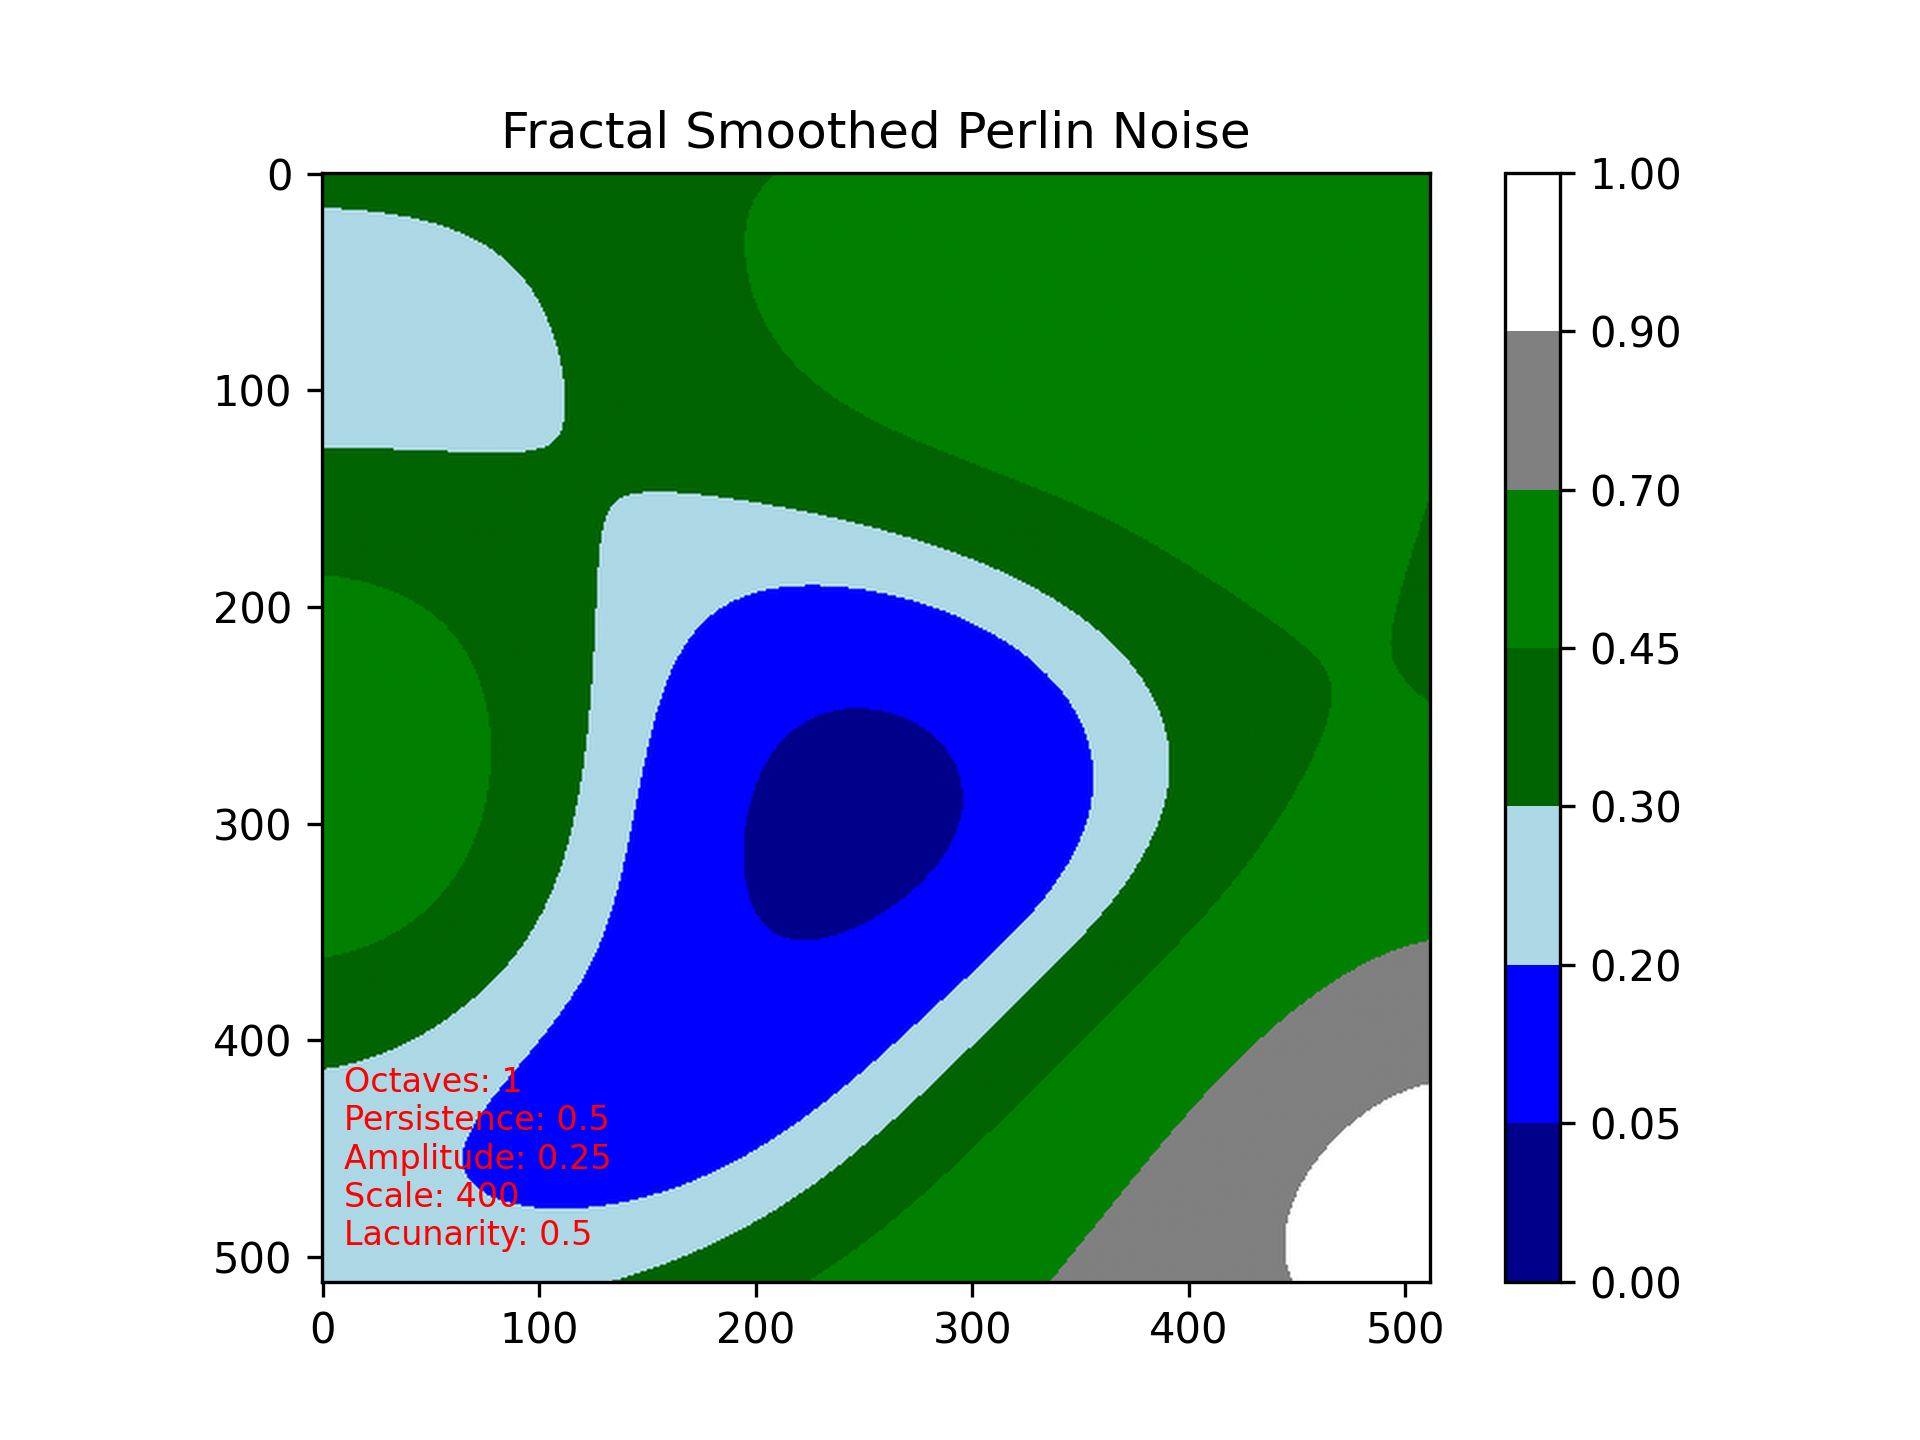 Fractal Smoothed Perlin Noise
0
100
200
300
400
500
0 100 200 300 400 500
Octaves: 1
Persistence: 0.5
Amplitude: 0.25
Scale: 400
Lacunarity: 0.5
1.00
0.90
0.70
0.45
0.30
0.20
0.05
0.00